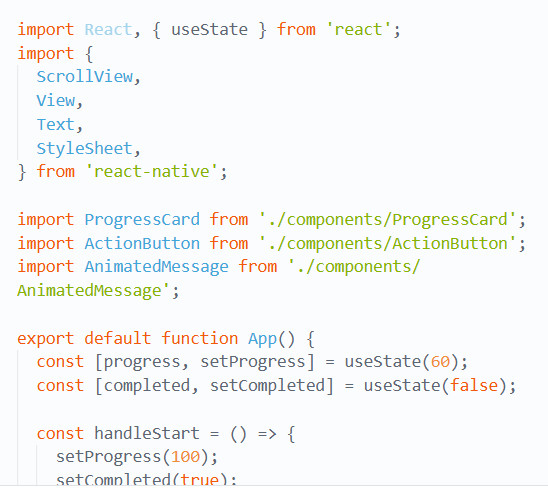 import React, { useState } from 'react';
import {
  ScrollView,
  View,
  Text,
  StyleSheet,
} from 'react-native';

import ProgressCard from './components/ProgressCard';
import ActionButton from './components/ActionButton';
import AnimatedMessage from './components/
AnimatedMessage';

export default function App() {
  const [progress, setProgress] = useState(60);
  const [completed, setCompleted] = useState(false);

  const handleStart = () => {
    setProgress(100);
    setCompleted(true);